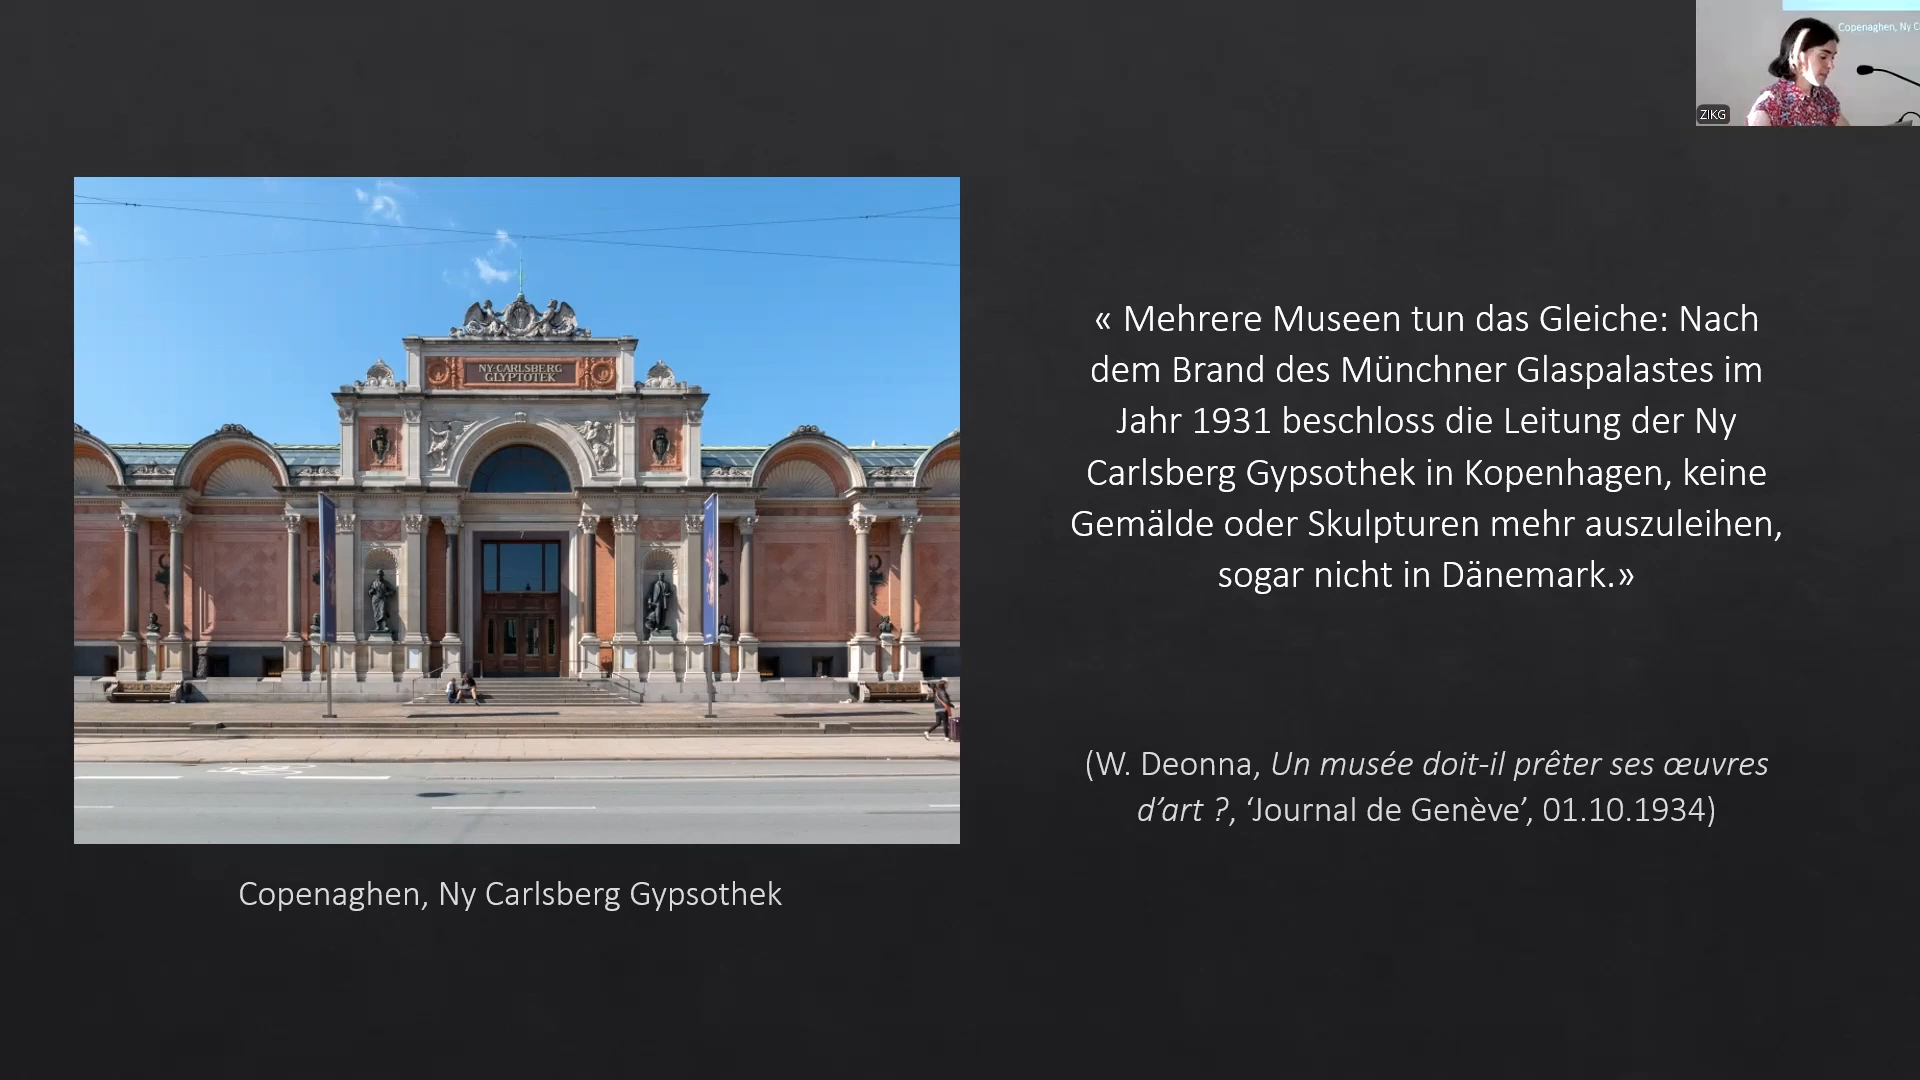 Copenaghen, Ny C
ZIKG
NY·CARLSBERG
GLYPTOTEK
« Mehrere Museen tun das Gleiche: Nach
dem Brand des Münchner Glaspalastes im
Jahr 1931 beschloss die Leitung der Ny
Carlsberg Gypsothek in Kopenhagen, keine
Gemälde oder Skulpturen mehr auszuleihen,
sogar nicht in Dänemark.»
(W. Deonna, Un musée doit-il prêter ses œuvres
d’art ?, ‘Journal de Genève’, 01.10.1934)
Copenaghen, Ny Carlsberg Gypsothek